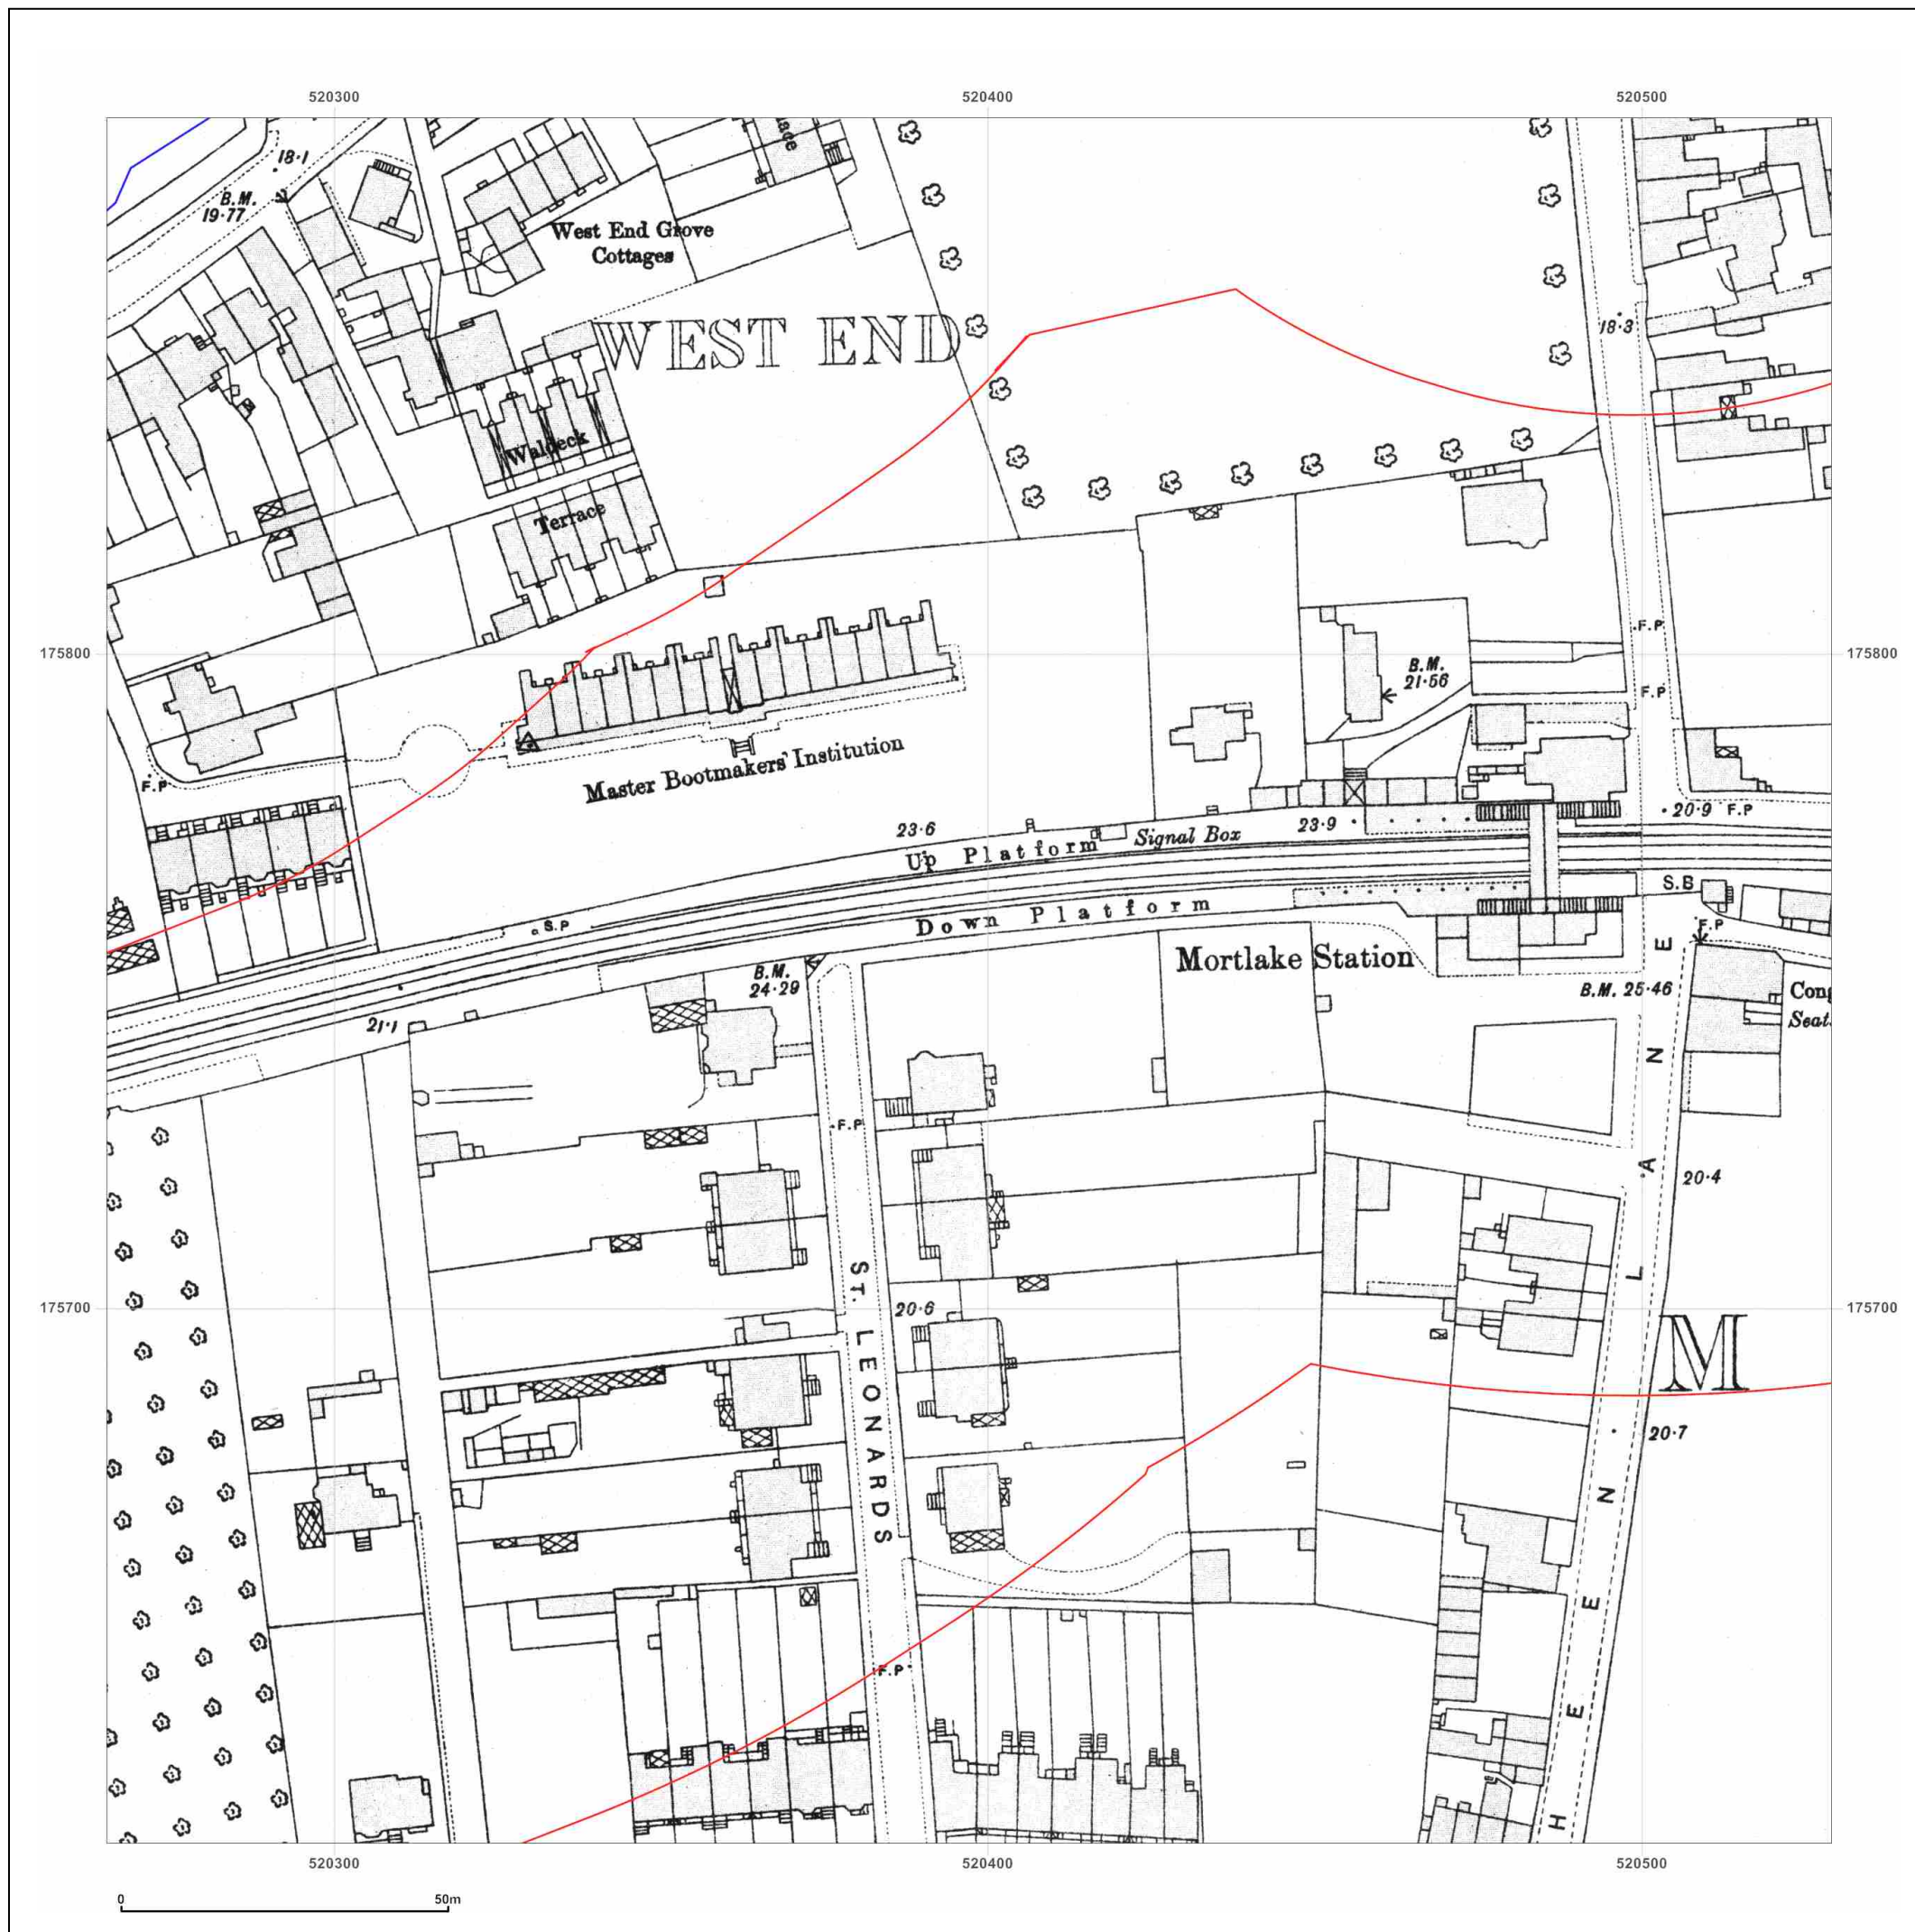 520300
520400
520500
ace
18·1
B.M.
19·77
West End Grove
Cottages
WEST END
18·3
Waldeck
Terrace
175800
175800
F.P
B.M.
21·56
F.P
Master Bootmakers' Institution
F.P
23·6
Up Platform
Signal Box
23·9
20·9
F.P
S.P
Down Platform
S.B
F.P
Mortlake Station
B.M.
24·29
B.M. 25·46
21·1
F.P
20·4
175700
20·6
175700
ST. LEONARDS
M
20·7
F.P
HEEN LANE
520300
520400
520500
0
50m